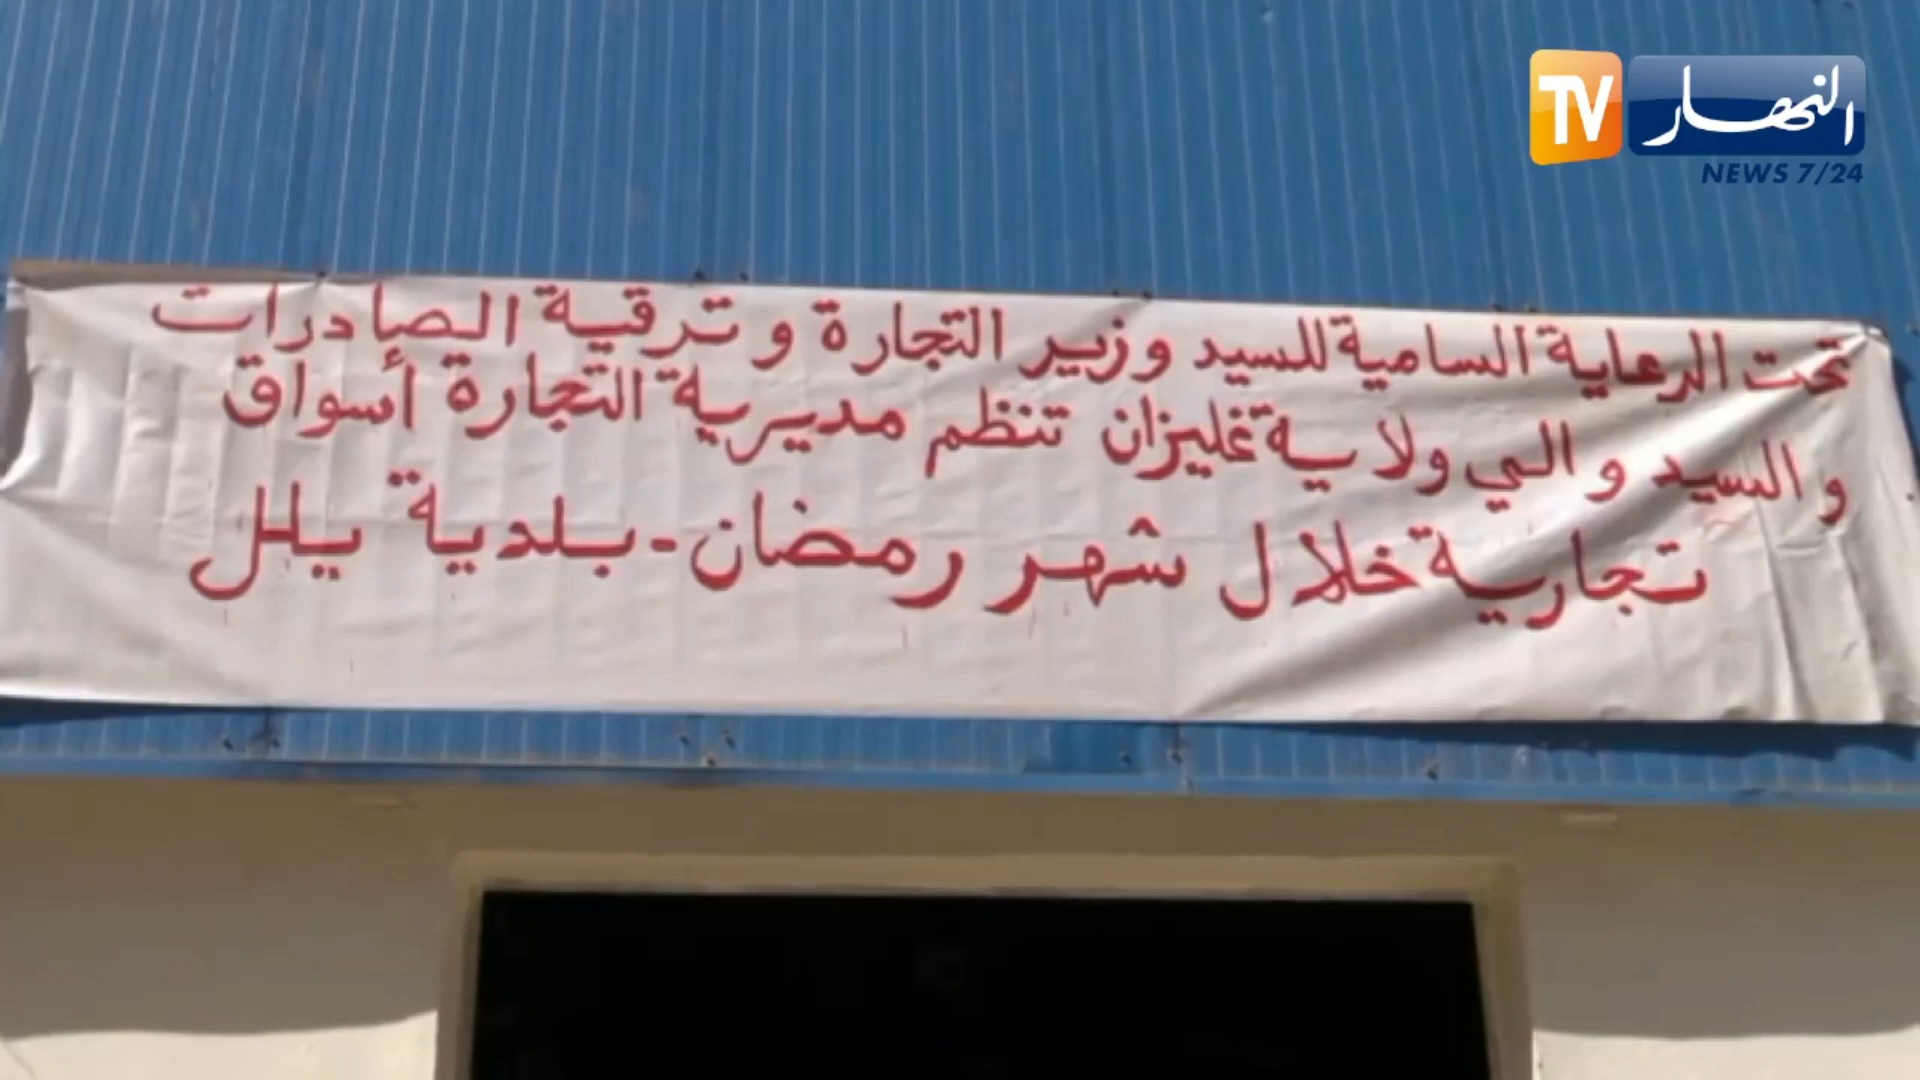 TV النهار
NEWS 7/24
تحت الرعاية السامية للسيد وزير التجارة و ترقية الصادرات
و السيد والي ولاية غليزان تنظم مديرية التجارة أسواق
تجارية خلال شهر رمضان - بلدية يلل